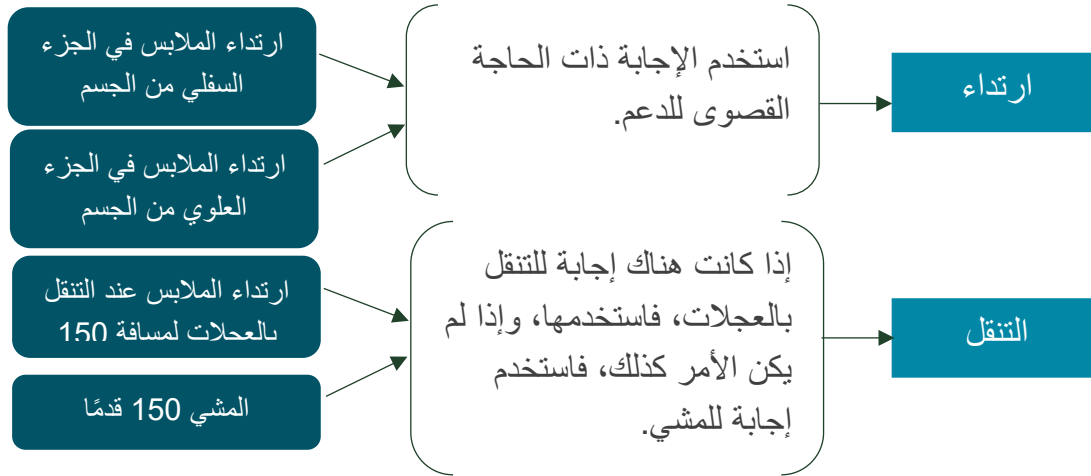 ارتداء الملابس في الجزء
السفلي من الجسم
ارتداء الملابس في الجزء
العلوي من الجسم
استخدم الإجابة ذات الحاجة
القصوى للدعم.
ارتداء
ارتداء الملابس عند التنقل
بالعجلات لمسافة 150
المشي 150 قدمًا
إذا كانت هناك إجابة للتنقل
بالعجلات، فاستخدمها، وإذا لم
يكن الأمر كذلك، فاستخدم
إجابة للمشي.
التنقل